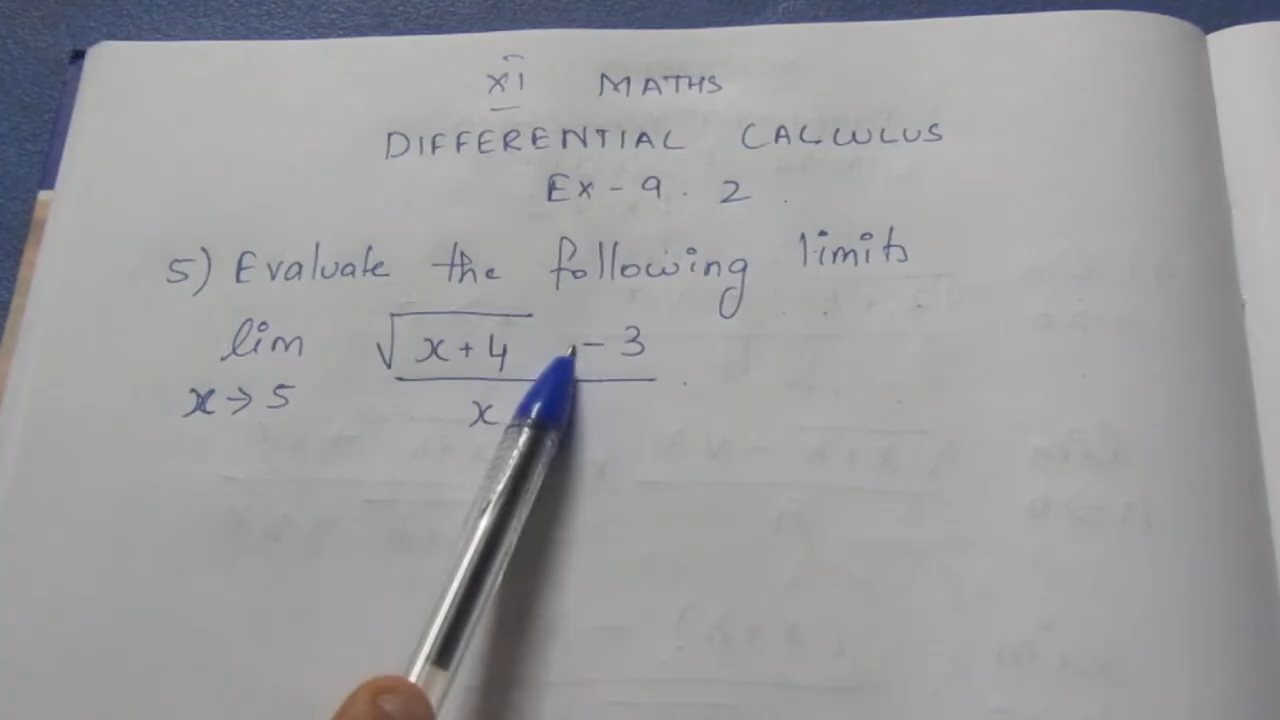 XI MATHS
DIFFERENTIAL CALCULUS
Ex - 9.2.
5) Evaluate the following limits
lim √(x+4) - 3
x→5 x